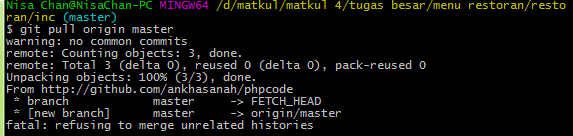 Nisa Chan@NisaChan-PC MINGW64 /d/matkul/matkul 4/tugas besar/menu restoran/resto
ran/inc (master)
$ git pull origin master
warning: no common commits
remote: Counting objects: 3, done.
remote: Total 3 (delta 0), reused 0 (delta 0), pack-reused 0
Unpacking objects: 100% (3/3), done.
From http://github.com/ankhasanah/phpcode
 * branch            master     -> FETCH_HEAD
 * [new branch]      master     -> origin/master
fatal: refusing to merge unrelated histories